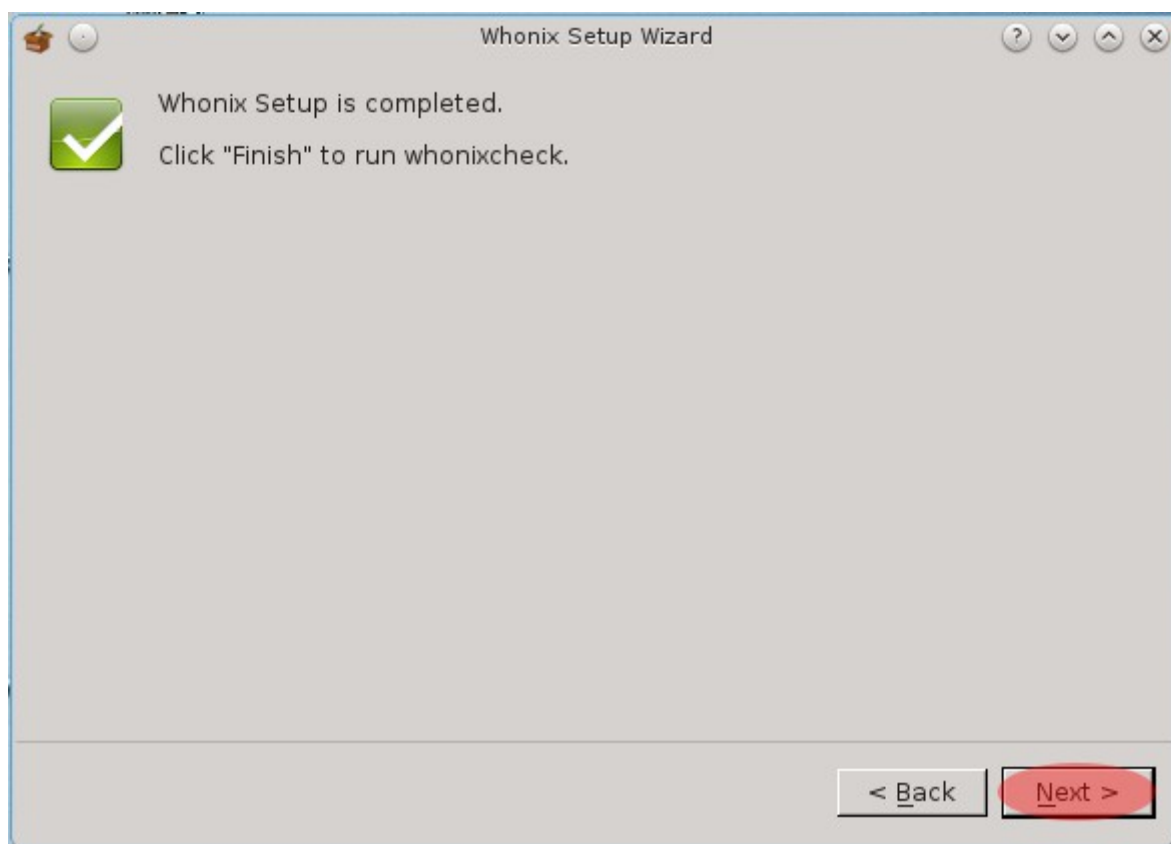 Whonix Setup Wizard
Whonix Setup is completed.
Click "Finish" to run whonixcheck.
< Back
Next >